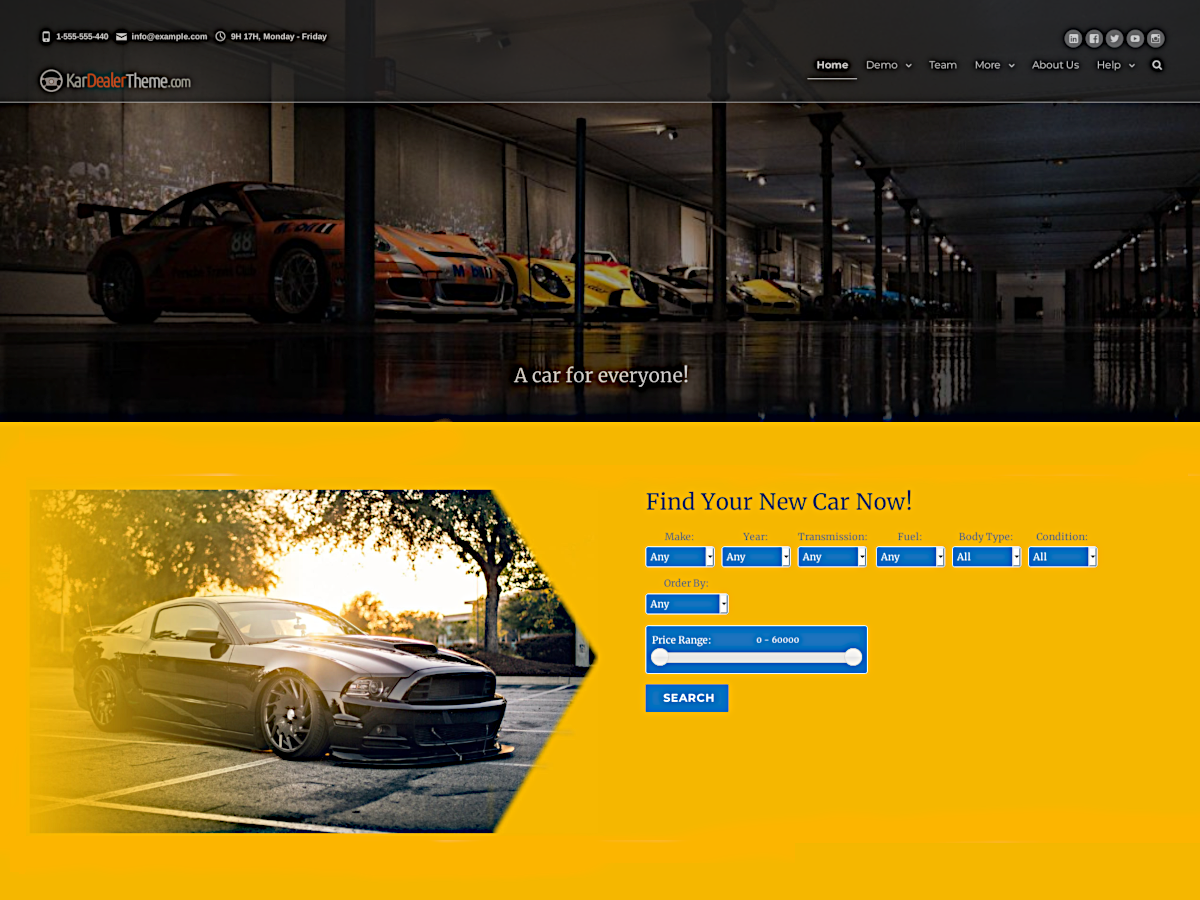 1-555-555-440 info@example.com 9H 17H, Monday - Friday
KarDealerTheme.com
Home Demo Team More About Us Help
88
Mobil
A car for everyone!
Find Your New Car Now!
Make: Year: Transmission: Fuel: Body Type: Condition:
Any Any Any Any All All
Order By:
Any
Price Range: 0 - 60000
SEARCH